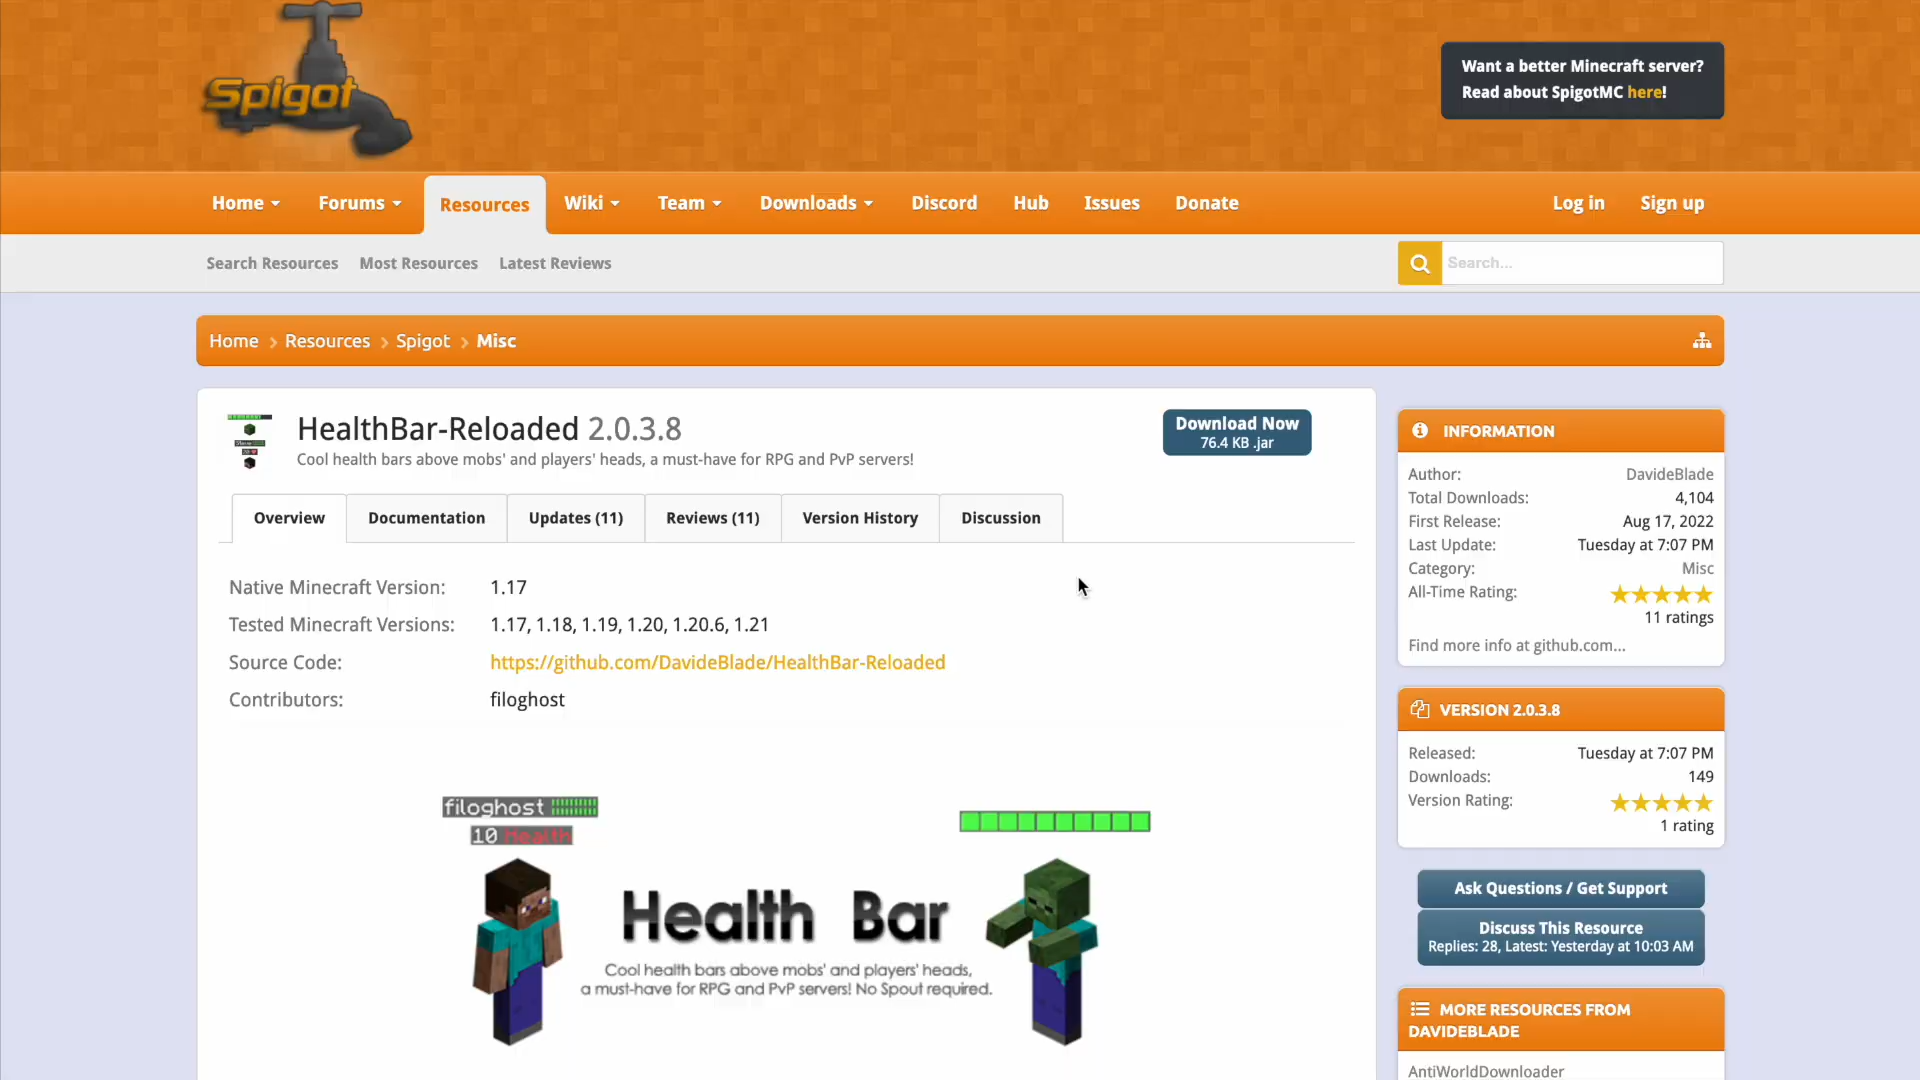 Spigot
Want a better Minecraft server?
Read about SpigotMC here!
Home
Forums
Resources
Wiki
Team
Downloads
Discord
Hub
Issues
Donate
Log in
Sign up
Search Resources
Most Resources
Latest Reviews
Search...
Home
Resources
Spigot
Misc
HealthBar-Reloaded 2.0.3.8
Cool health bars above mobs' and players' heads, a must-have for RPG and PvP servers!
Download Now
76.4 KB .jar
Overview
Documentation
Updates (11)
Reviews (11)
Version History
Discussion
Native Minecraft Version: 1.17
Tested Minecraft Versions: 1.17, 1.18, 1.19, 1.20, 1.20.6, 1.21
Source Code: https://github.com/DavideBlade/HealthBar-Reloaded
Contributors: filoghost
filoghost
10 Health
Health Bar
Cool health bars above mobs' and players' heads,
a must-have for RPG and PvP servers! No Spout required.
INFORMATION
Author: DavideBlade
Total Downloads: 4,104
First Release: Aug 17, 2022
Last Update: Tuesday at 7:07 PM
Category: Misc
All-Time Rating:
11 ratings
Find more info at github.com...
VERSION 2.0.3.8
Released: Tuesday at 7:07 PM
Downloads: 149
Version Rating:
1 rating
Ask Questions / Get Support
Discuss This Resource
Replies: 28, Latest: Yesterday at 10:03 AM
MORE RESOURCES FROM
DAVIDEBLADE
AntiWorldDownloader